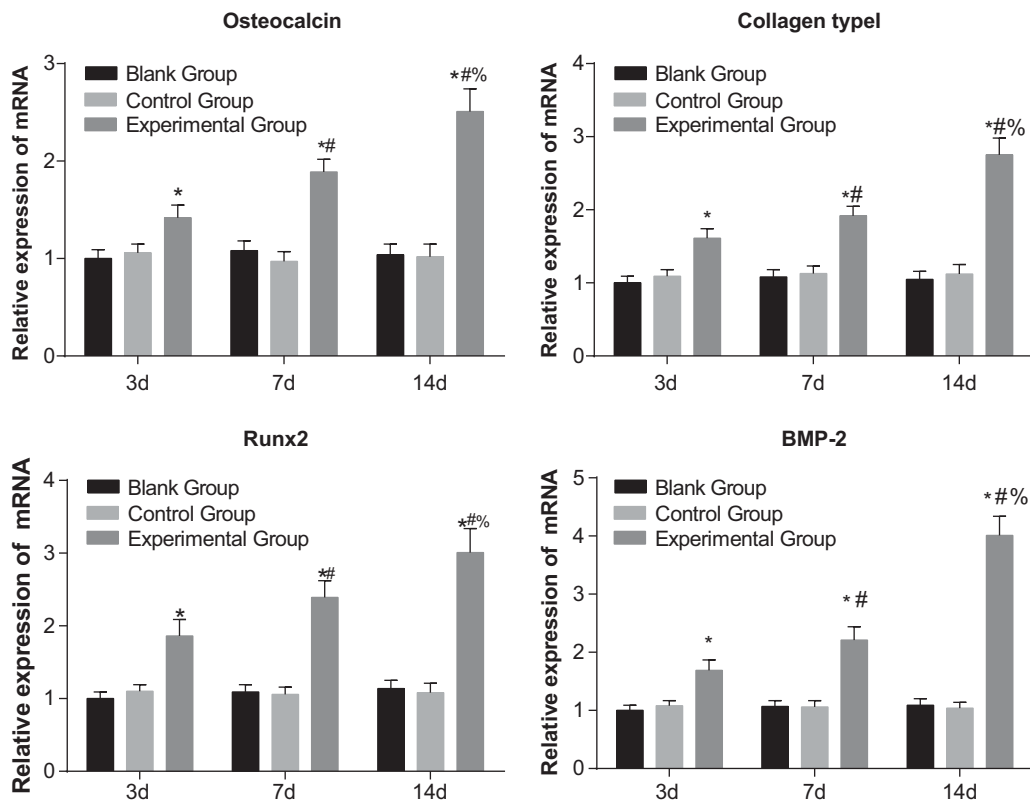 Osteocalcin
Relative expression of mRNA
3
2
1
0
Blank Group
Control Group
Experimental Group
*
*#
*#%
3d
7d
14d
Collagen typeI
Relative expression of mRNA
4
3
2
1
0
Blank Group
Control Group
Experimental Group
*
*#
*#%
3d
7d
14d
Runx2
Relative expression of mRNA
4
3
2
1
0
Blank Group
Control Group
Experimental Group
*
*#
*#%
3d
7d
14d
BMP-2
Relative expression of mRNA
5
4
3
2
1
0
Blank Group
Control Group
Experimental Group
*
*#
*#%
3d
7d
14d